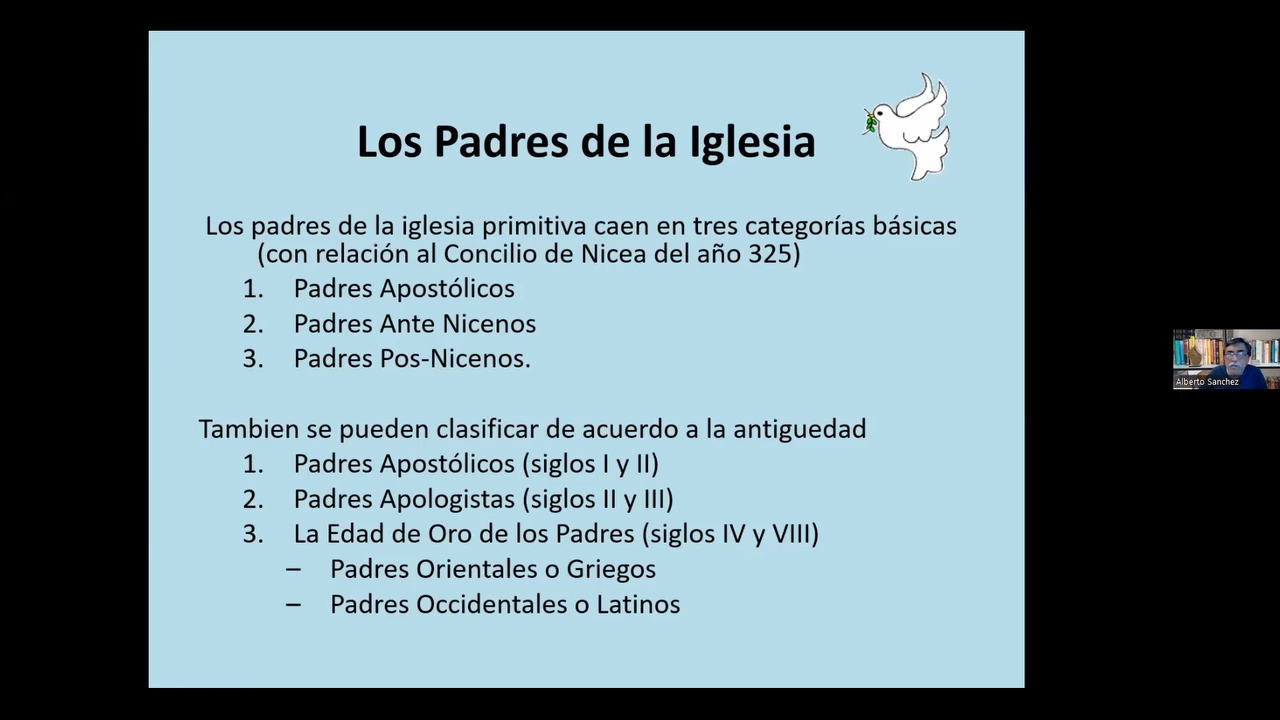 Los Padres de la Iglesia
Los padres de la iglesia primitiva caen en tres categorías básicas
(con relación al Concilio de Nicea del año 325)
1. Padres Apostólicos
2. Padres Ante Nicenos
3. Padres Pos-Nicenos.
Tambien se pueden clasificar de acuerdo a la antiguedad
1. Padres Apostólicos (siglos I y II)
2. Padres Apologistas (siglos II y III)
3. La Edad de Oro de los Padres (siglos IV y VIII)
– Padres Orientales o Griegos
– Padres Occidentales o Latinos
Alberto Sanchez